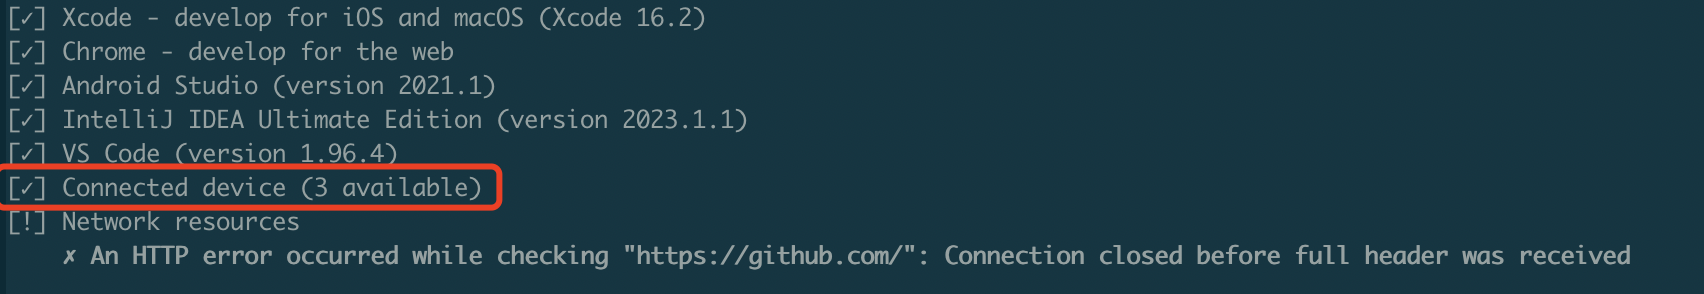 [✓] Xcode - develop for iOS and macOS (Xcode 16.2)
[✓] Chrome - develop for the web
[✓] Android Studio (version 2021.1)
[✓] IntelliJ IDEA Ultimate Edition (version 2023.1.1)
[✓] VS Code (version 1.96.4)
[✓] Connected device (3 available)
[!] Network resources
✗ An HTTP error occurred while checking "https://github.com/": Connection closed before full header was received